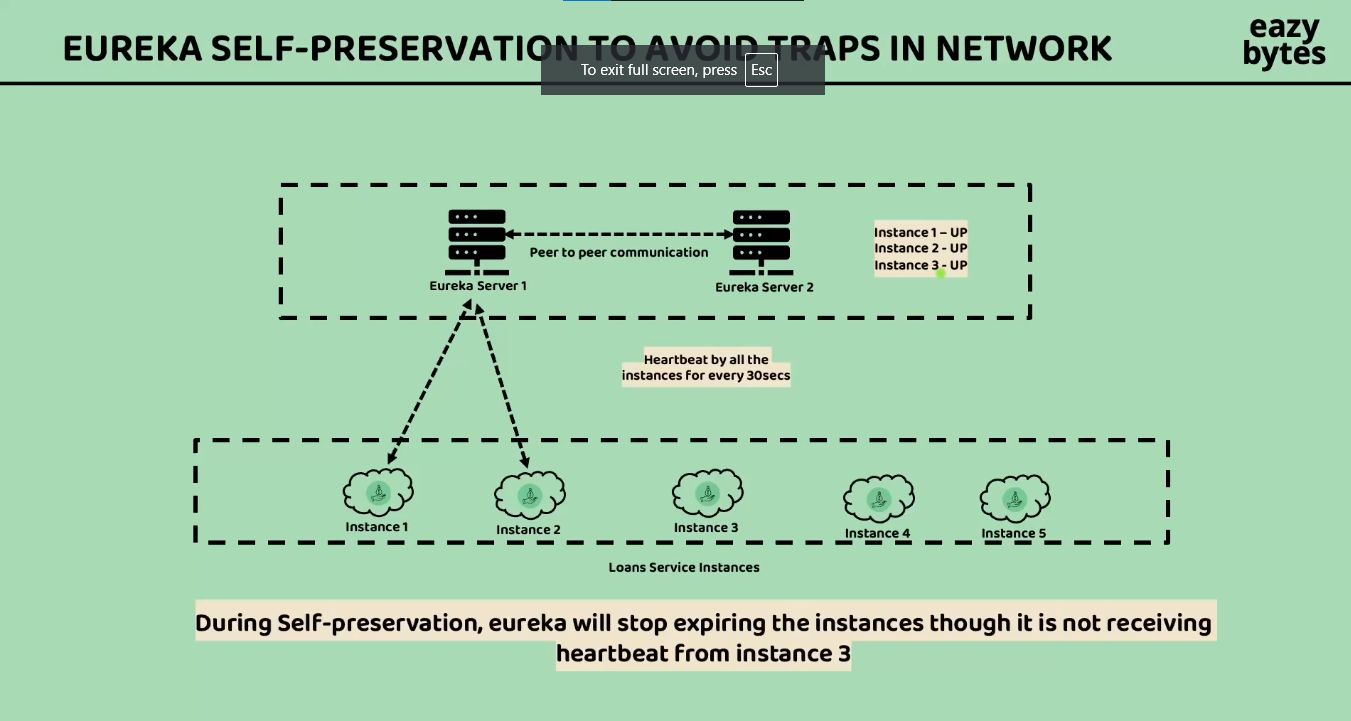 EUREKA SELF-PRESERVATION TO AVOID TRAPS IN NETWORK
eazy
bytes
To exit full screen, press Esc
Peer to peer communication
Eureka Server 1
Eureka Server 2
Instance 1 – UP
Instance 2 - UP
Instance 3 - UP
Heartbeat by all the
instances for every 30secs
Instance 1
Instance 2
Instance 3
Instance 4
Instance 5
Loans Service Instances
During Self-preservation, eureka will stop expiring the instances though it is not receiving
heartbeat from instance 3